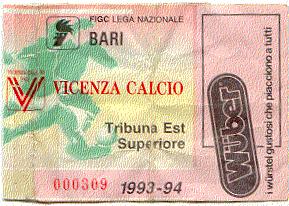 FIGC LEGA NAZIONALE
BARI
VICENZA CALCIO
Tribuna Est
Superiore
000309 1993-94
Wüber
i würstel gustosi che piacciono a tutti